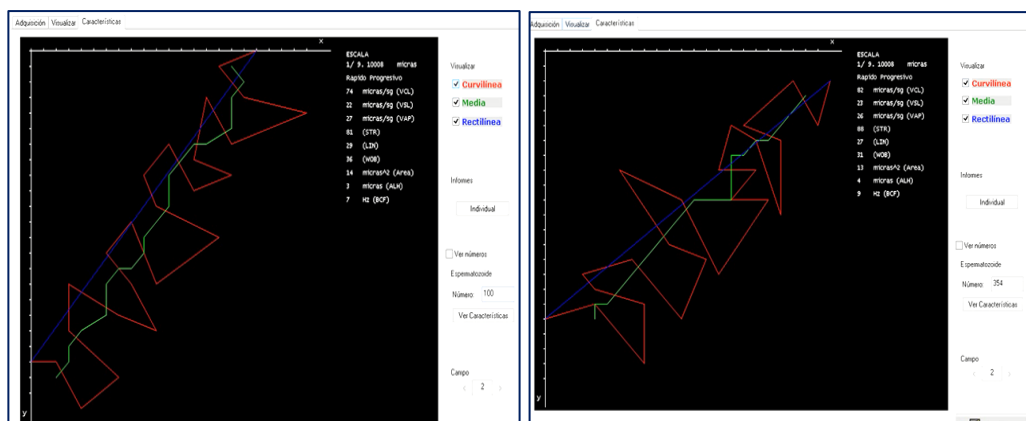 Adquisición Visualizar Características
x
ESCALA
1/ 9. 10008 micras
Rapido Progresivo
74 micras/sg (VCL)
22 micras/sg (VSL)
27 micras/sg (VAP)
81 (STR)
29 (LIN)
36 (WOB)
14 micras^2 (Area)
3 micras (ALH)
7 Hz (BCF)
y
Visualizar
Curvilínea
Media
Rectilínea
Informes
Individual
Ver números
Espermatozoide
Número: 100
Ver Características
Campo
< 2 >
Adquisición Visualizar Características
x
ESCALA
1/ 9. 10008 micras
Rapido Progresivo
82 micras/sg (VCL)
23 micras/sg (VSL)
26 micras/sg (VAP)
88 (STR)
27 (LIN)
31 (WOB)
13 micras^2 (Area)
4 micras (ALH)
9 Hz (BCF)
y
Visualizar
Curvilínea
Media
Rectilínea
Informes
Individual
Ver números
Espermatozoide
Número: 354
Ver Características
Campo
< 2 >